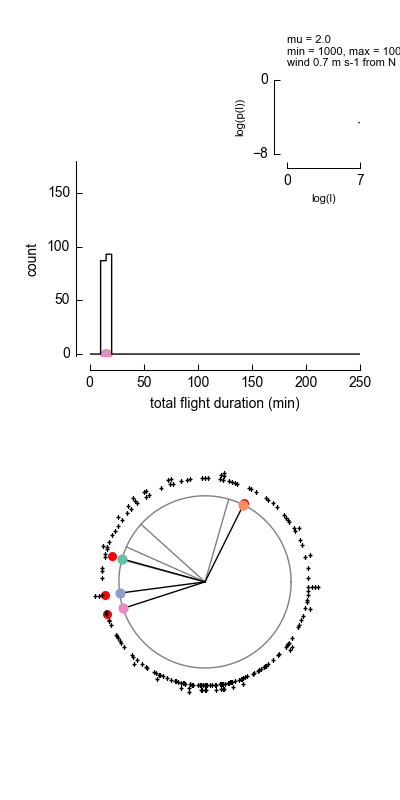 mu = 2.0
min = 1000, max = 100
wind 0.7 m s-1 from N
0
−8
log(p(l))
0
7
log(l)
150
100
50
0
count
0
50
100
150
200
250
total flight duration (min)